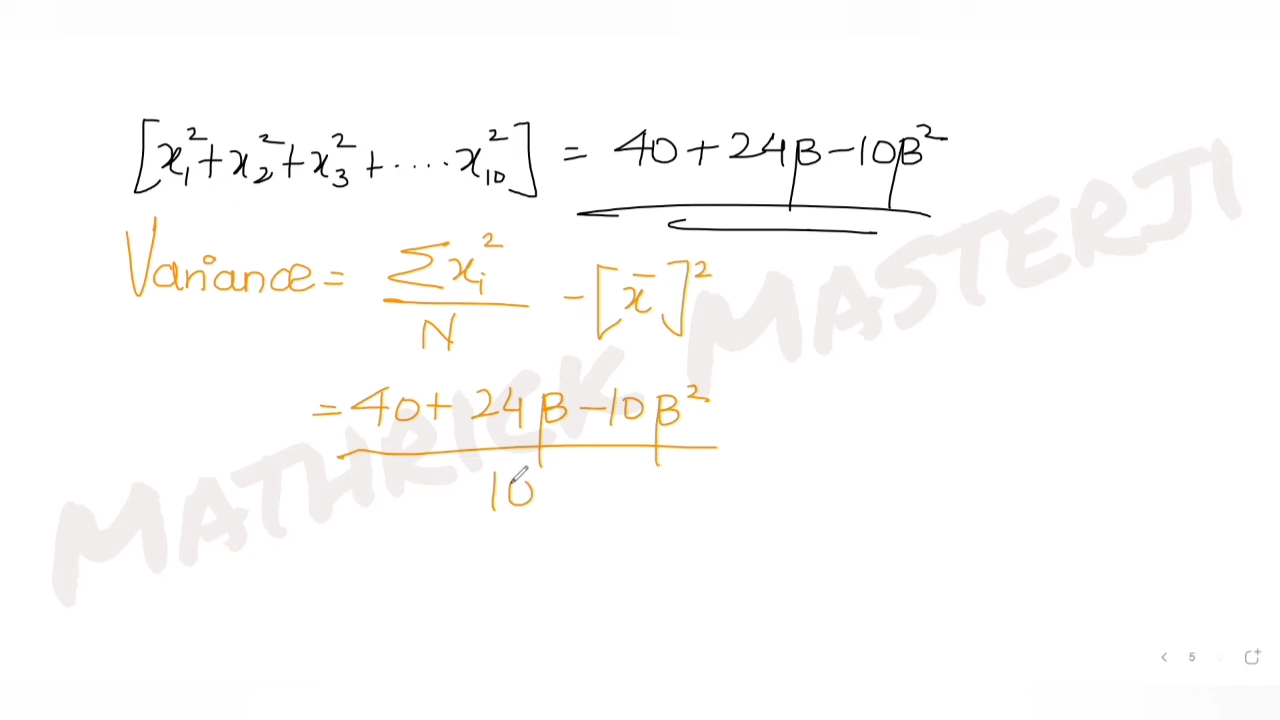 [x₁² + x₂² + x₃² + .... x₁₀²] = 40 + 24β - 10β²
Variance = Σxᵢ² / N - [x̄]²
= 40 + 24β - 10β² / 10
MATHRICK MASTERJI
5